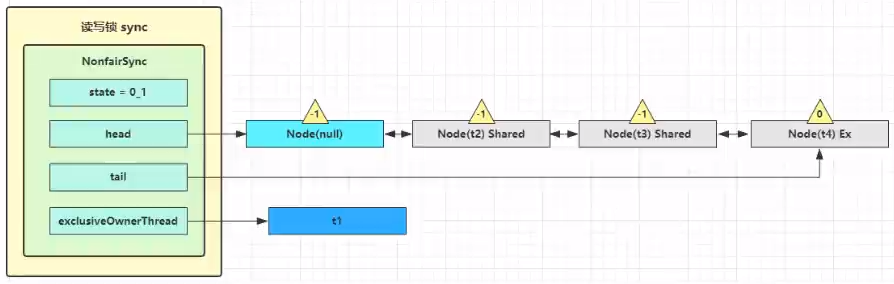 读写锁 sync
NonfairSync
state = 0_1
head
tail
exclusiveOwnerThread
-1
Node(null)
-1
Node(t2) Shared
-1
Node(t3) Shared
0
Node(t4) Ex
t1